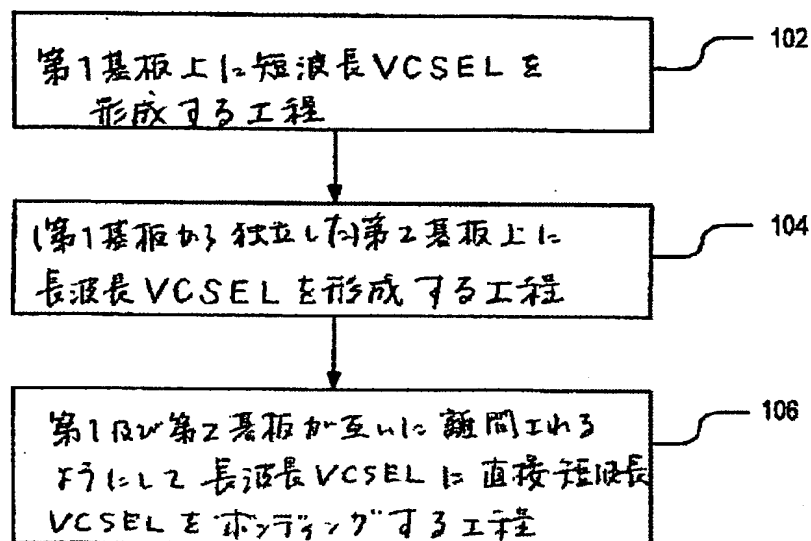 第1基板上に短波長VCSELを
形成する工程
102
(第1基板から独立した)第2基板上に
長波長VCSELを形成する工程
104
第1及び第2基板が互いに離間される
ようにして長波長VCSELに直接短波長
VCSELをボンディングする工程
106